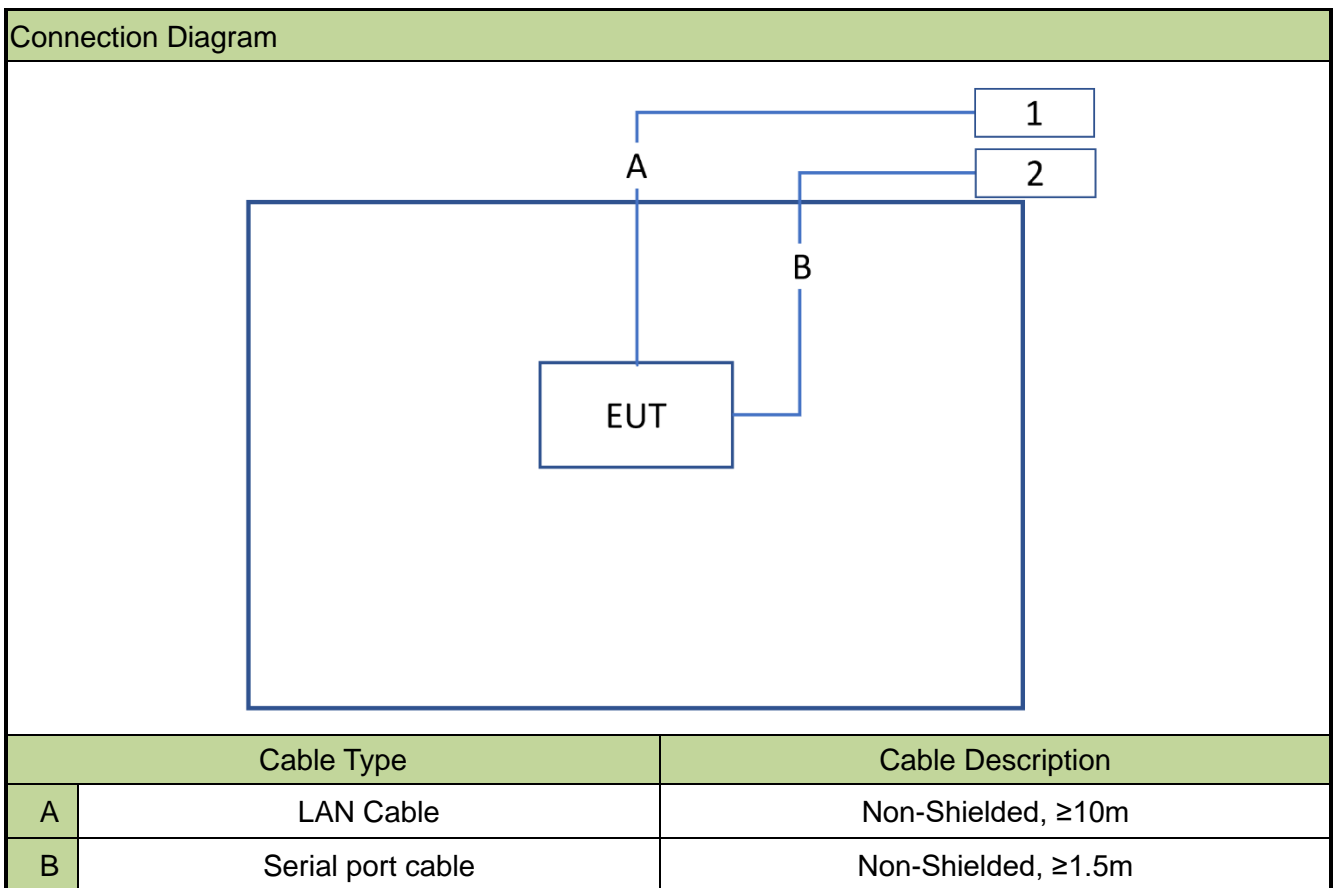 Connection Diagram
1
A
2
B
EUT
Cable Type Cable Description
A LAN Cable Non-Shielded, ≥10m
B Serial port cable Non-Shielded, ≥1.5m